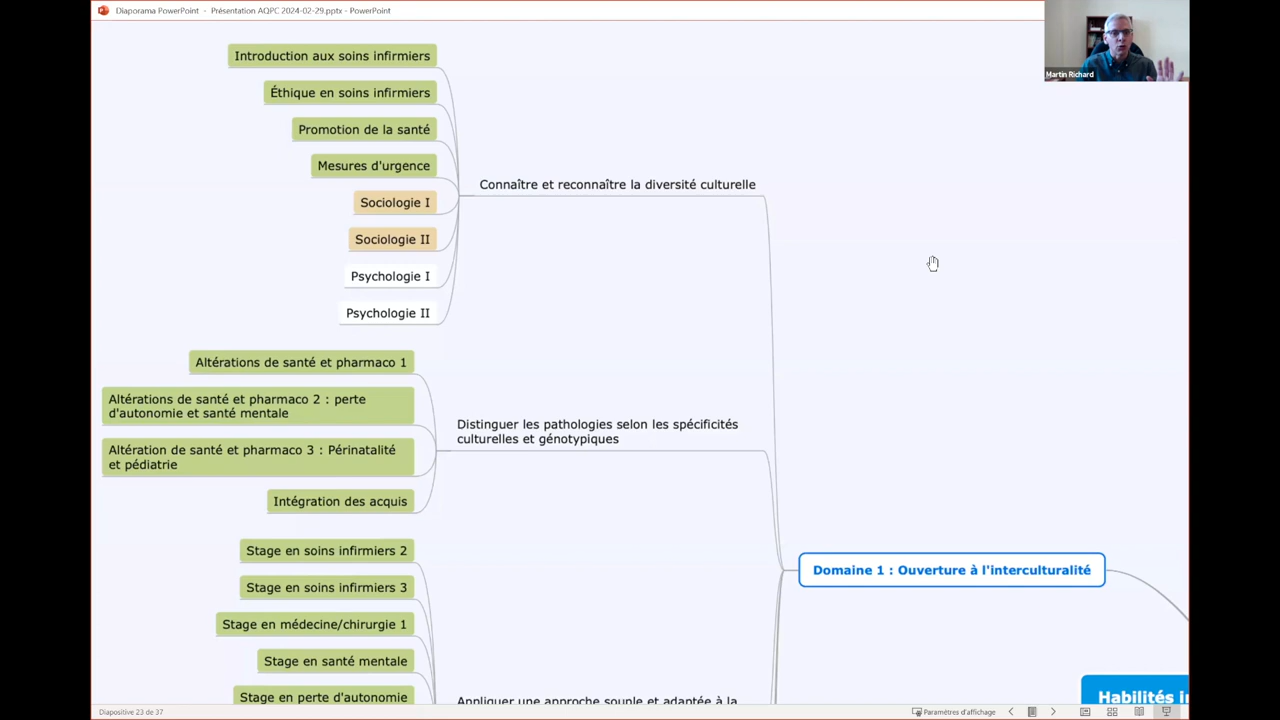 Diaporama PowerPoint - Présentation AQPC 2024-02-29.pptx - PowerPoint
Martin Richard
Introduction aux soins infirmiers
Éthique en soins infirmiers
Promotion de la santé
Mesures d'urgence
Sociologie I
Sociologie II
Psychologie I
Psychologie II
Connaître et reconnaître la diversité culturelle
Altérations de santé et pharmaco 1
Altérations de santé et pharmaco 2 : perte
d'autonomie et santé mentale
Altération de santé et pharmaco 3 : Périnatalité
et pédiatrie
Intégration des acquis
Distinguer les pathologies selon les spécificités
culturelles et génotypiques
Stage en soins infirmiers 2
Stage en soins infirmiers 3
Stage en médecine/chirurgie 1
Stage en santé mentale
Stage en perte d'autonomie
Appliquer une approche souple et adaptée à la
Domaine 1 : Ouverture à l'interculturalité
Habilités
Diapositive 23 de 37
Paramètres d'affichage